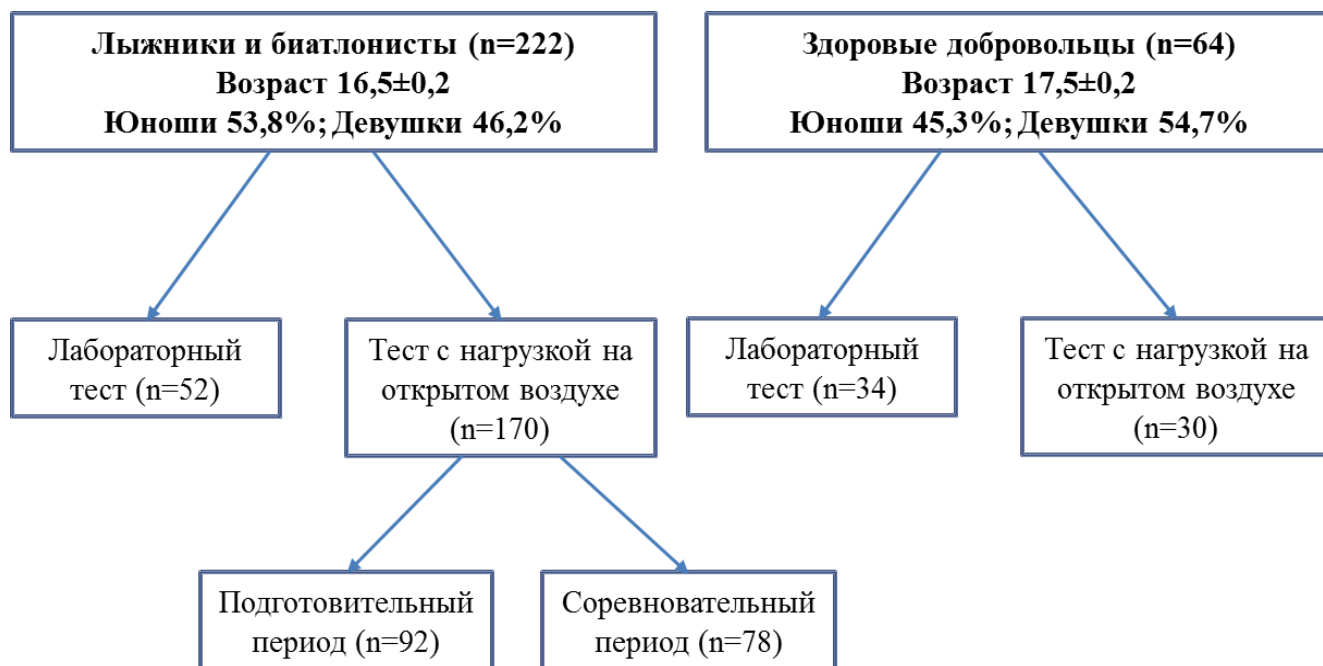 Лыжники и биатлонисты (n=222)
Возраст 16,5±0,2
Юноши 53,8%; Девушки 46,2%
Здоровые добровольцы (n=64)
Возраст 17,5±0,2
Юноши 45,3%; Девушки 54,7%
Лабораторный
тест (n=52)
Тест с нагрузкой на
открытом воздухе
(n=170)
Лабораторный
тест (n=34)
Тест с нагрузкой на
открытом воздухе
(n=30)
Подготовительный
период (n=92)
Соревновательный
период (n=78)